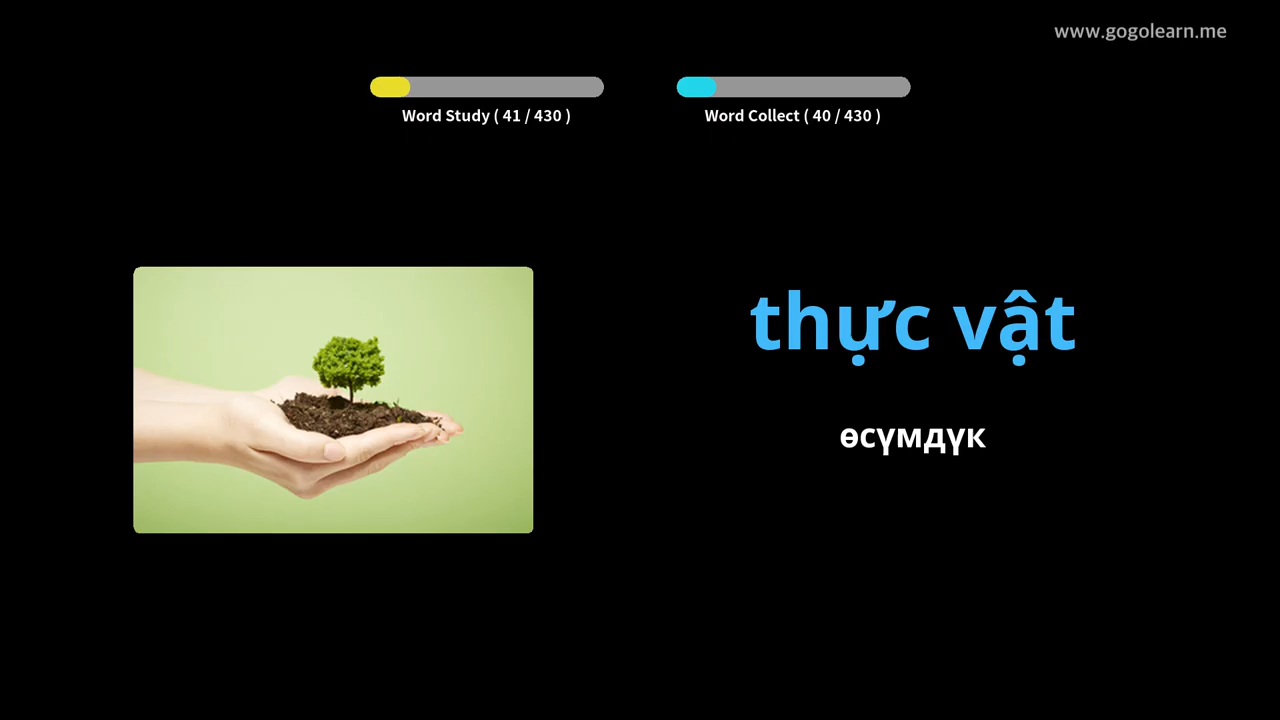 www.gogolearn.me
Word Study ( 41 / 430 )
Word Collect ( 40 / 430 )
thực vật
өсүмдүк